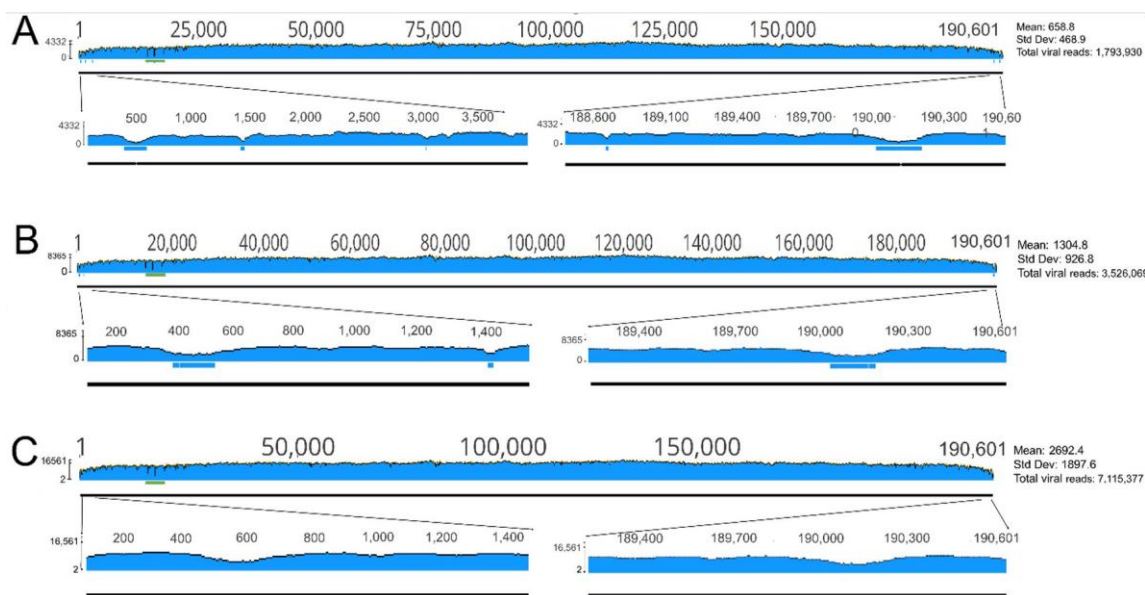 A
1 25,000 50,000 75,000 100,000 125,000 150,000 190,601
4332
0
Mean: 658.8
Std Dev: 468.9
Total viral reads: 1,793,930
500 1,000 1,500 2,000 2,500 3,000 3,500
4332
0
188,800 189,100 189,400 189,700 190,00 190,300 190,60
0 1
4332
0
B
1 20,000 40,000 60,000 80,000 100,000 120,000 140,000 160,000 180,000 190,601
8365
0
Mean: 1304.8
Std Dev: 926.8
Total viral reads: 3,526,069
200 400 600 800 1,000 1,200 1,400
8365
0
189,400 189,700 190,000 190,300 190,601
8365
0
C
1 50,000 100,000 150,000 190,601
16561
2
Mean: 2692.4
Std Dev: 1897.6
Total viral reads: 7,115,377
200 400 600 800 1,000 1,200 1,400
16,561
2
189,400 189,700 190,000 190,300 190,601
16,561
2